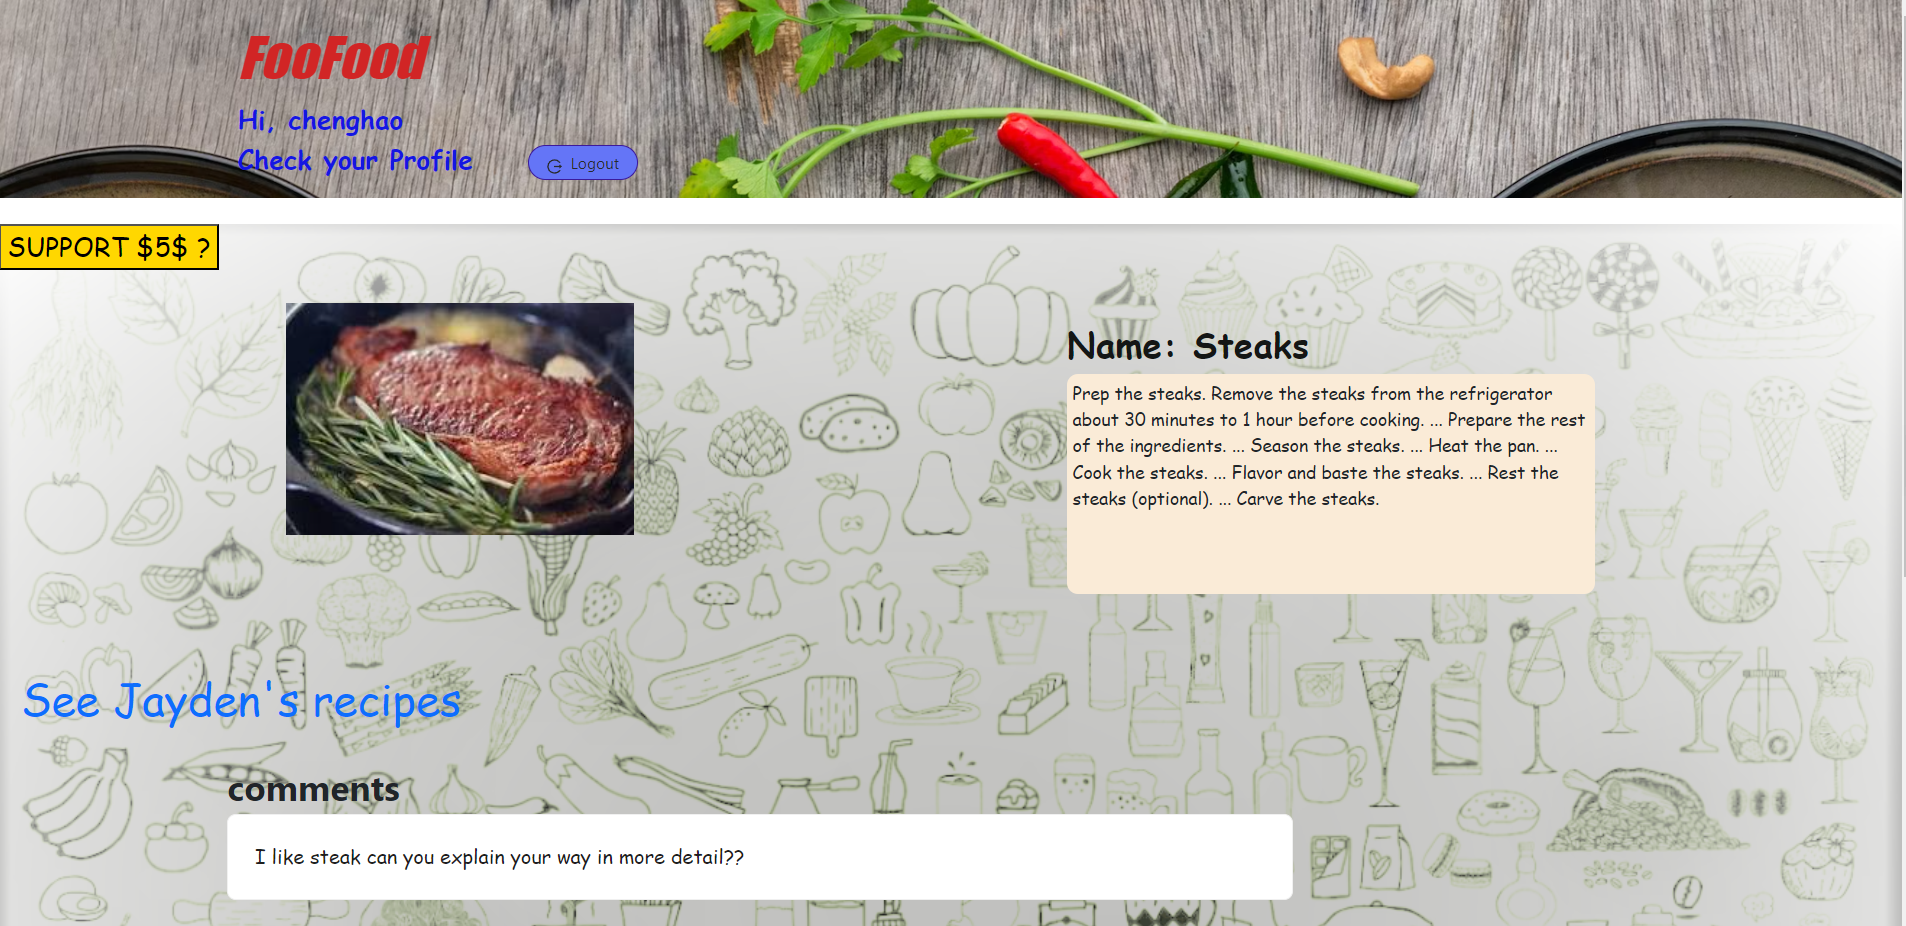 FooFood
Hi, chenghao
Check your Profile
Logout
SUPPORT $5$ ?
Name: Steaks
Prep the steaks. Remove the steaks from the refrigerator
about 30 minutes to 1 hour before cooking. ... Prepare the rest
of the ingredients. ... Season the steaks. ... Heat the pan. ...
Cook the steaks. ... Flavor and baste the steaks. ... Rest the
steaks (optional). ... Carve the steaks.
See Jayden's recipes
comments
I like steak can you explain your way in more detail??